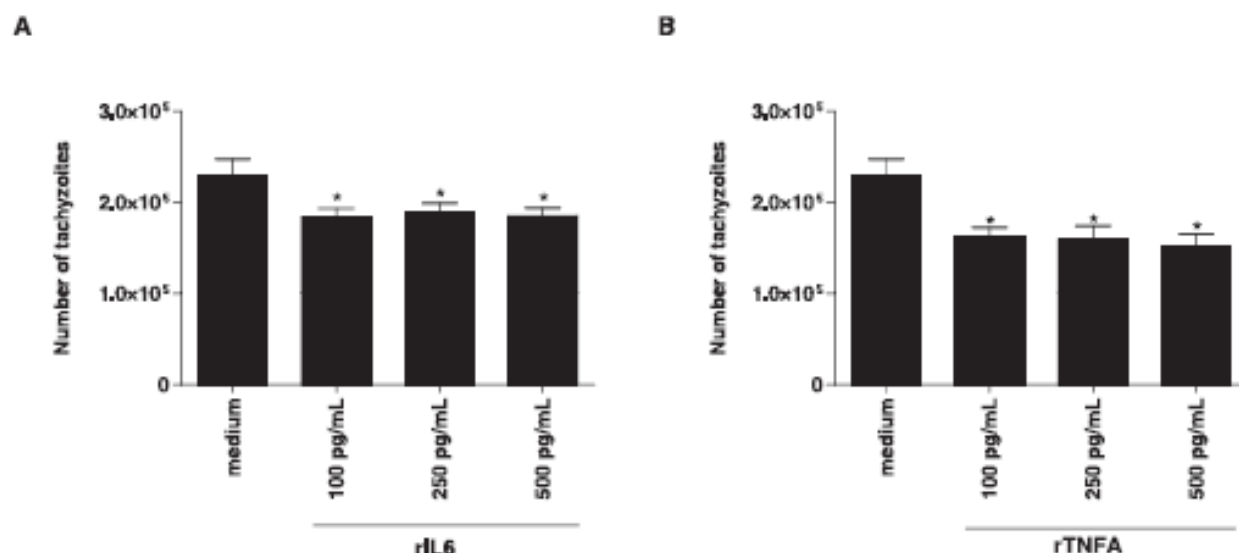 A
B
Number of tachyzoites
3.0×10⁵
2.0×10⁵
1.0×10⁵
0
*
*
*
medium
100 pg/mL
250 pg/mL
500 pg/mL
rIL6
Number of tachyzoites
3.0×10⁵
2.0×10⁵
1.0×10⁵
0
*
*
*
medium
100 pg/mL
250 pg/mL
500 pg/mL
rTNFA